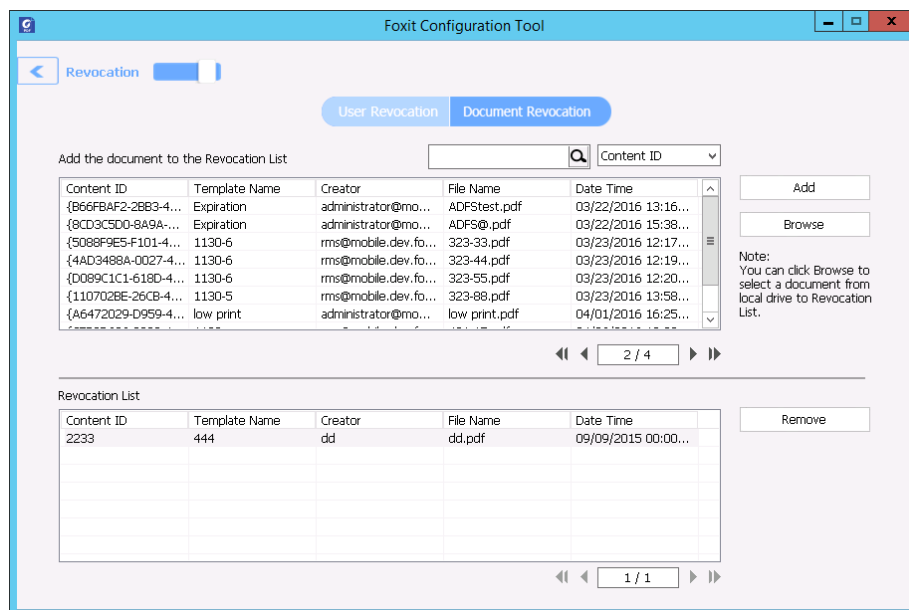 Foxit Configuration Tool
Revocation
User Revocation Document Revocation
Add the document to the Revocation List
Content ID
Content ID Template Name Creator File Name Date Time
{B66FBAF2-2BB3-4... Expiration administrator@mo... ADFStest.pdf 03/22/2016 13:16...
{8CD3C5D0-8A9A-... Expiration administrator@mo... ADFS@.pdf 03/22/2016 15:38...
{5088F9E5-F101-4... 1130-6 rms@mobile.dev.fo... 323-33.pdf 03/23/2016 12:17...
{4AD3488A-0027-4... 1130-6 rms@mobile.dev.fo... 323-44.pdf 03/23/2016 12:19...
{D089C1C1-618D-4... 1130-6 rms@mobile.dev.fo... 323-55.pdf 03/23/2016 12:20...
{110702BE-26CB-4... 1130-5 rms@mobile.dev.fo... 323-88.pdf 03/23/2016 13:58...
{A6472029-D959-4... low print administrator@mo... low print.pdf 04/01/2016 16:25...
Add
Browse
Note:
You can click Browse to
select a document from
local drive to Revocation
List.
2 / 4
Revocation List
Content ID Template Name Creator File Name Date Time
2233 444 dd dd.pdf 09/09/2015 00:00...
Remove
1 / 1